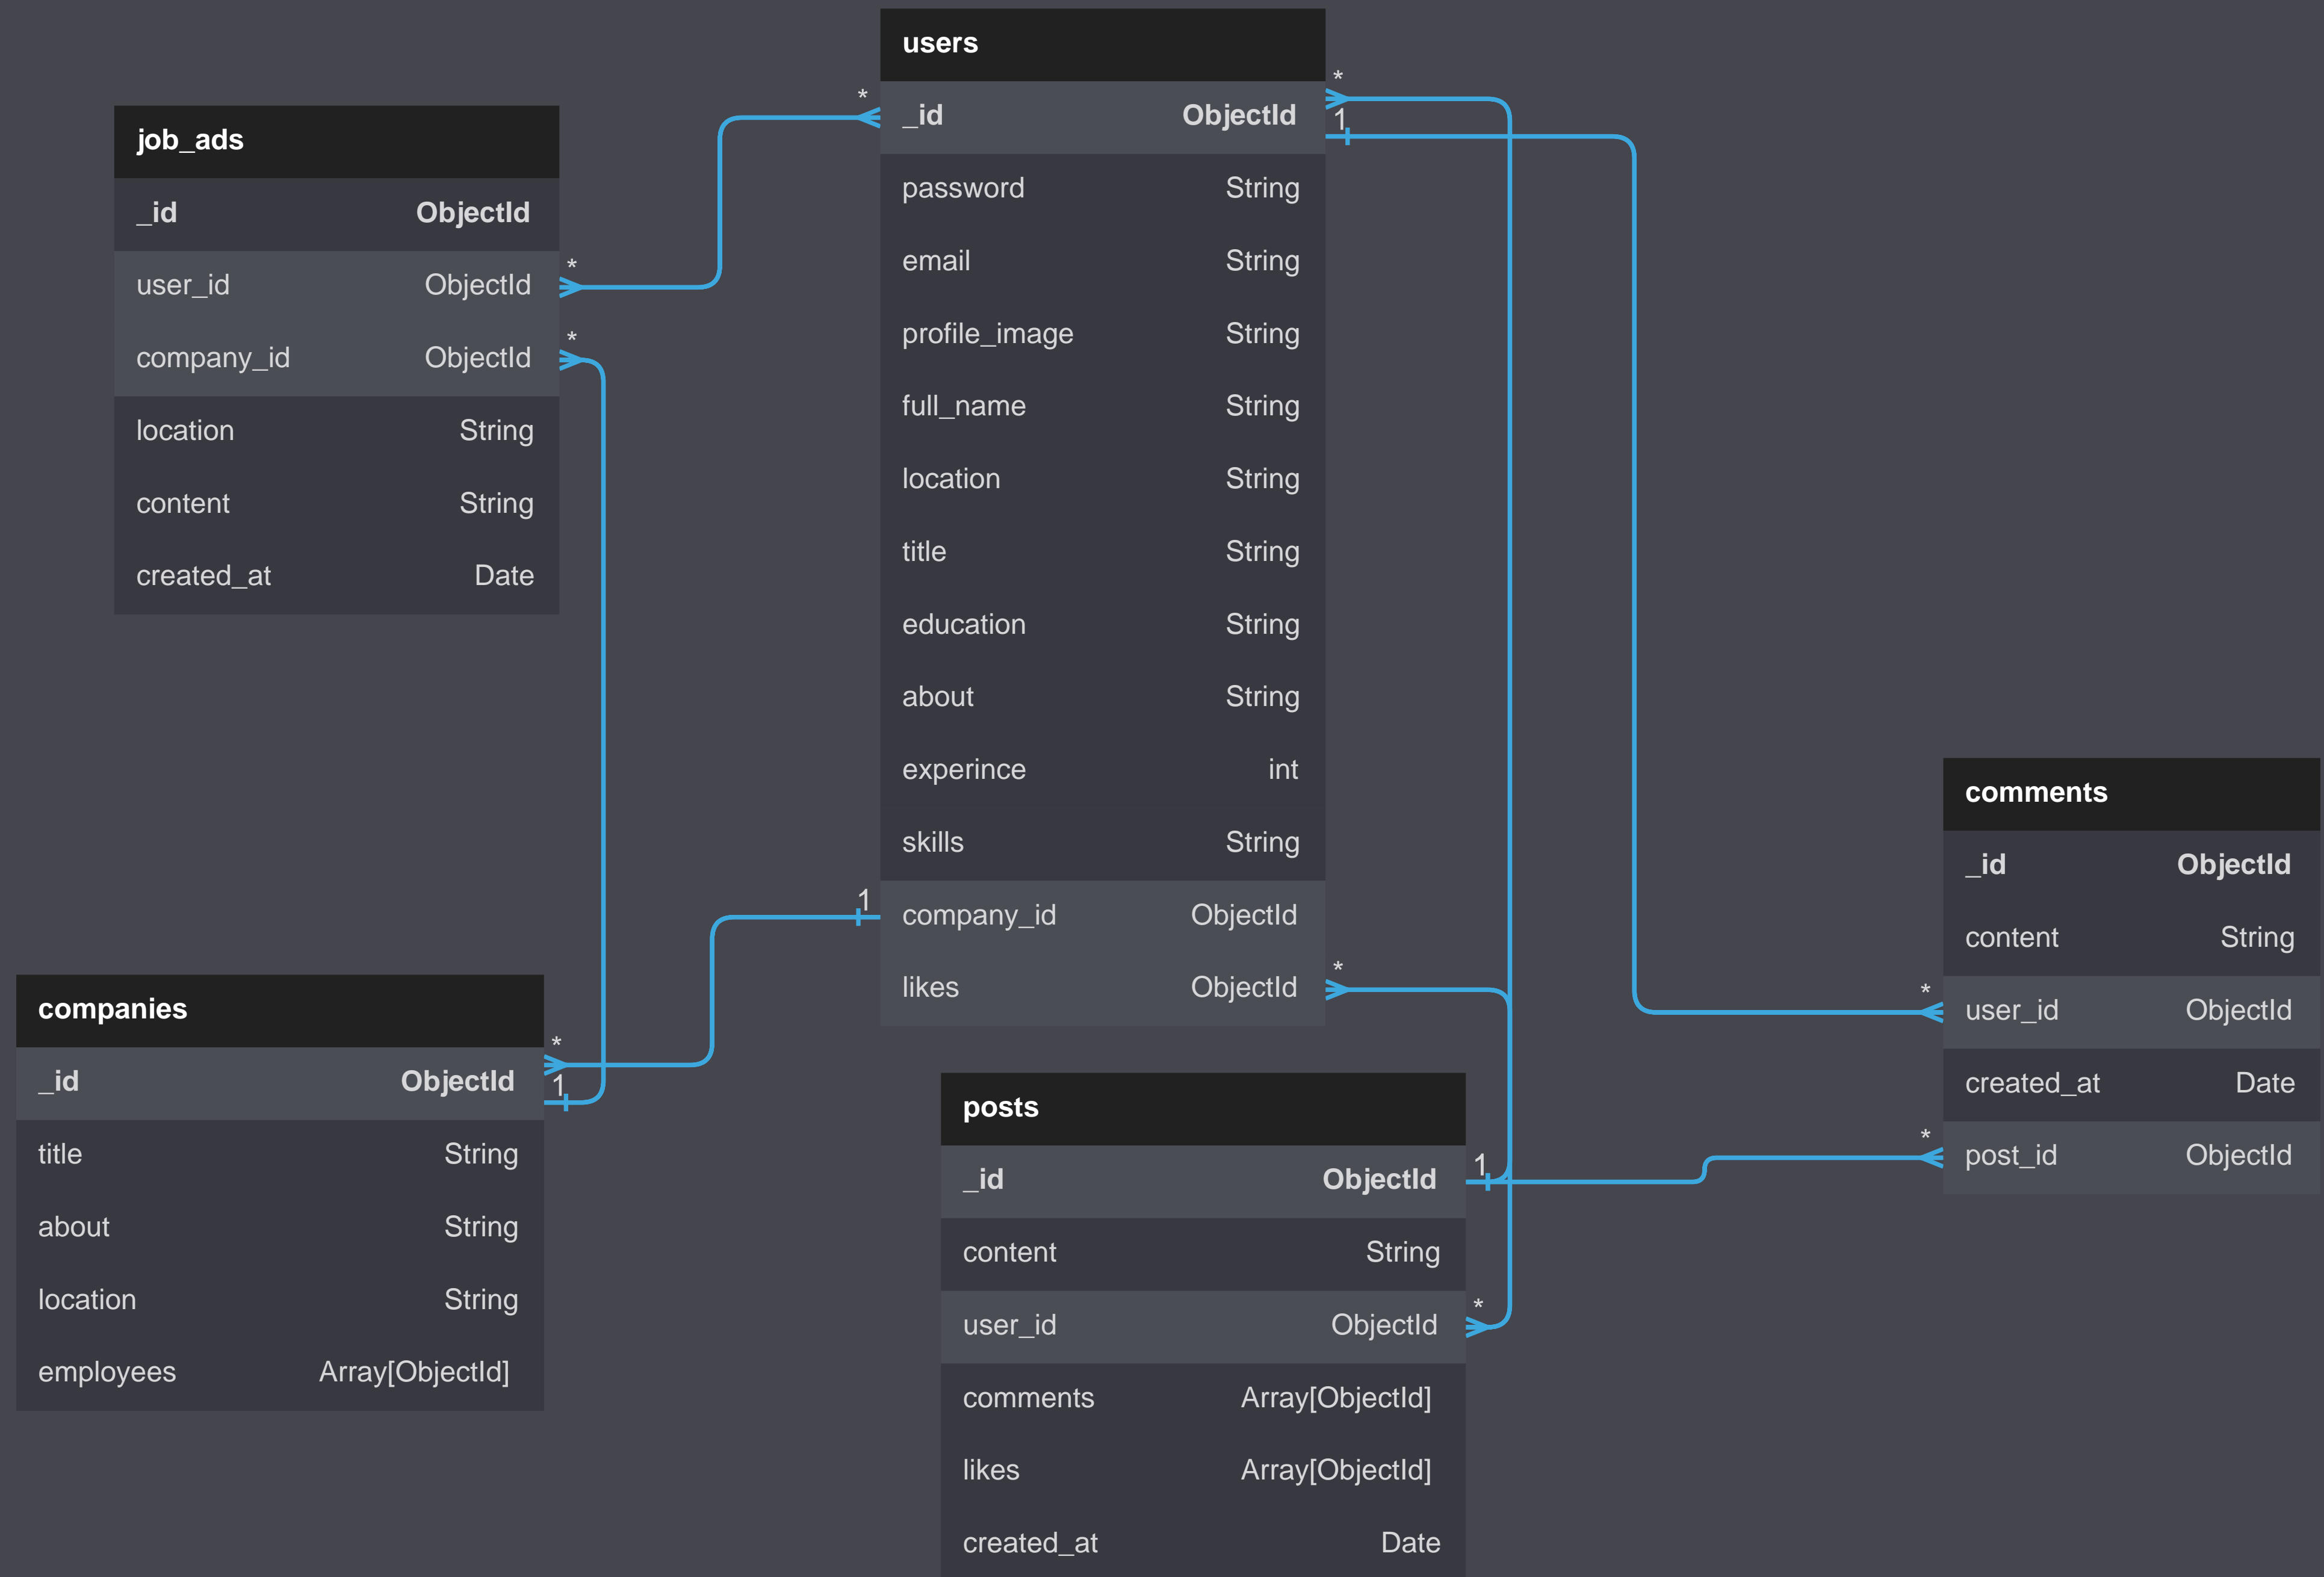 users
*
_id ObjectId
1
password String
email String
profile_image String
full_name String
location String
title String
education String
about String
experince int
skills String
1
company_id ObjectId
likes ObjectId
*
*
job_ads
_id ObjectId
user_id ObjectId
*
company_id ObjectId
*
location String
content String
created_at Date
companies
*
_id ObjectId
1
title String
about String
location String
employees Array[ObjectId]
posts
_id ObjectId
1
content String
user_id ObjectId
*
comments Array[ObjectId]
likes Array[ObjectId]
created_at Date
comments
_id ObjectId
content String
*
user_id ObjectId
created_at Date
*
post_id ObjectId